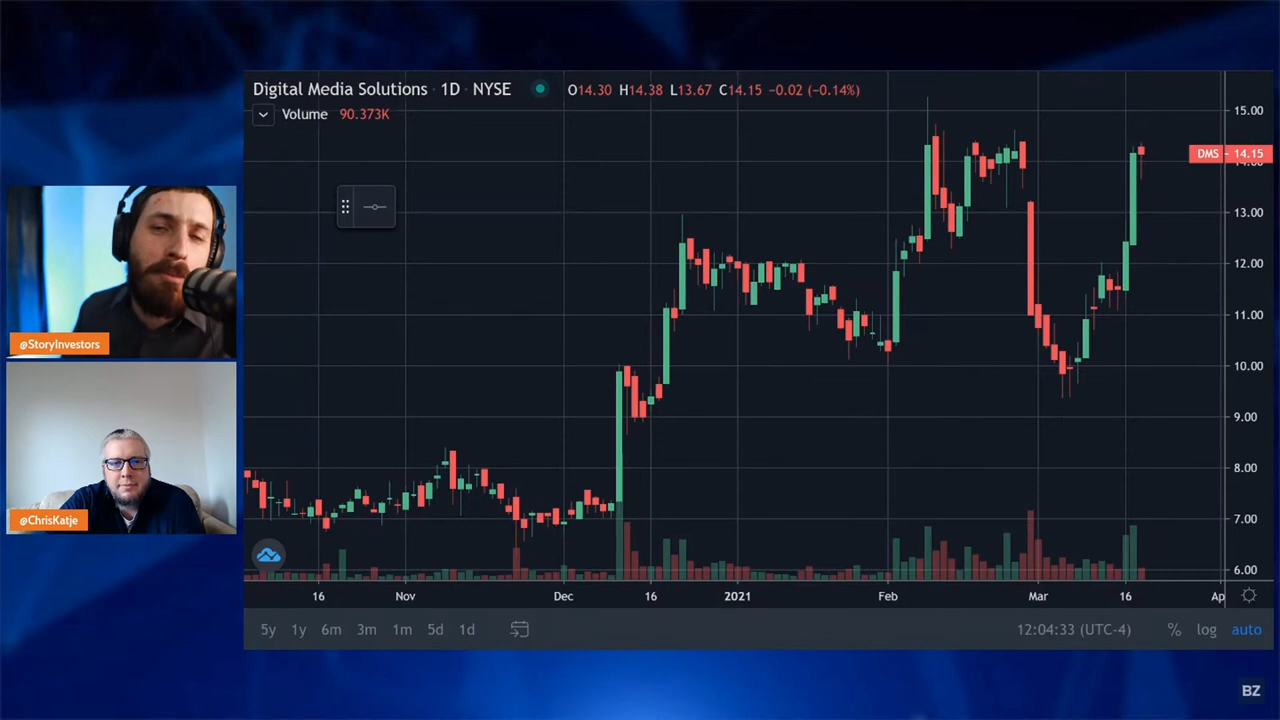 Digital Media Solutions · 1D · NYSE O14.30 H14.38 L13.67 C14.15 −0.02 (−0.14%)
Volume 90.373K
15.00
DMS 14.15
14.00
13.00
12.00
11.00
10.00
9.00
8.00
7.00
6.00
@StoryInvestors
@ChrisKatje
16 Nov Dec 16 2021 Feb Mar 16 Ap
5y 1y 6m 3m 1m 5d 1d 12:04:33 (UTC-4) % log auto
BZ